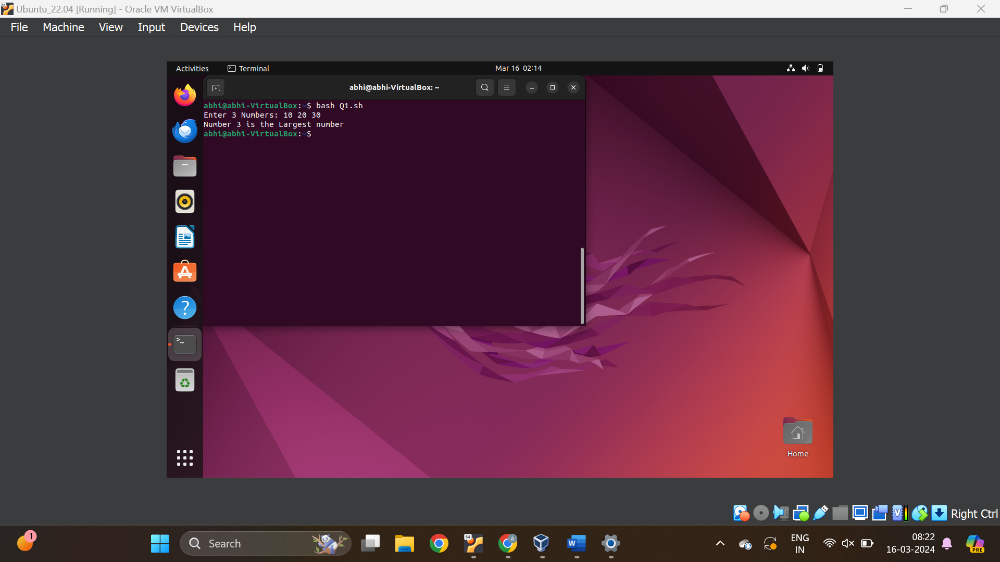 Ubuntu_22.04 [Running] - Oracle VM VirtualBox
File Machine View Input Devices Help
Activities Terminal Mar 16 02:14
abhi@abhi-VirtualBox: ~
abhi@abhi-VirtualBox:~$ bash Q1.sh
Enter 3 Numbers: 10 20 30
Number 3 is the Largest number
abhi@abhi-VirtualBox:~$
Home
Right Ctrl
1
Search
64
A
W
ENG
IN
08:22
16-03-2024
PRE